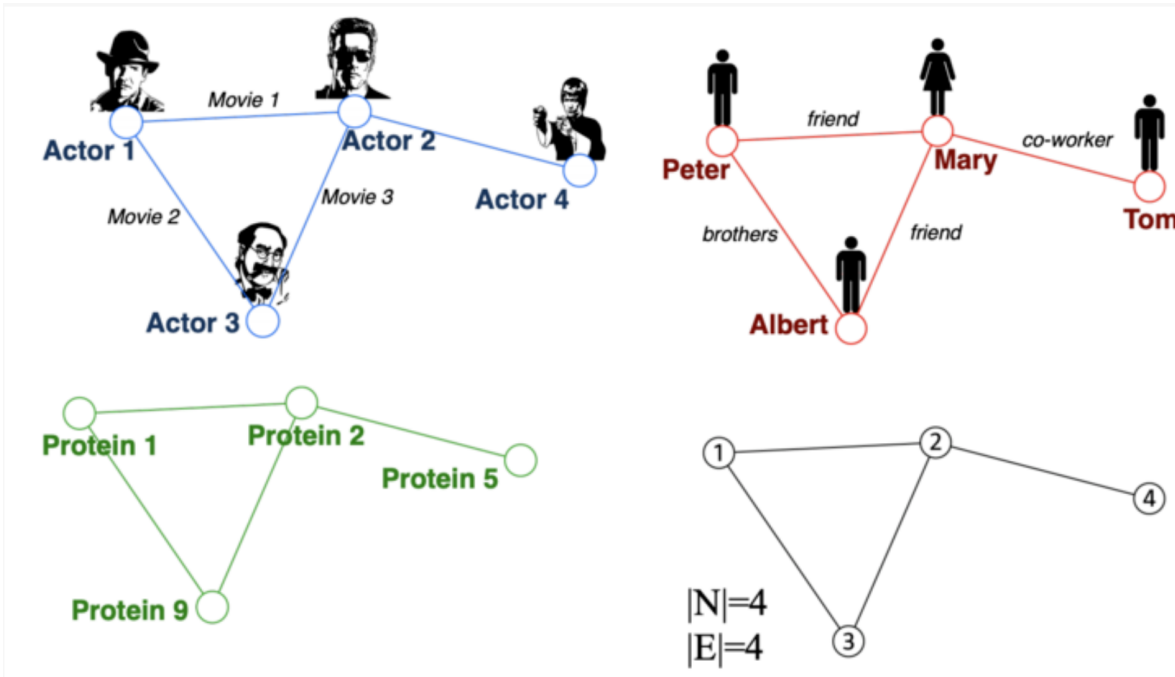 Movie 1
Actor 1
Actor 2
Actor 4
Movie 2
Movie 3
Actor 3
friend
co-worker
Peter
Mary
Tom
brothers
friend
Albert
Protein 1
Protein 2
Protein 5
Protein 9
1
2
4
3
|N|=4
|E|=4